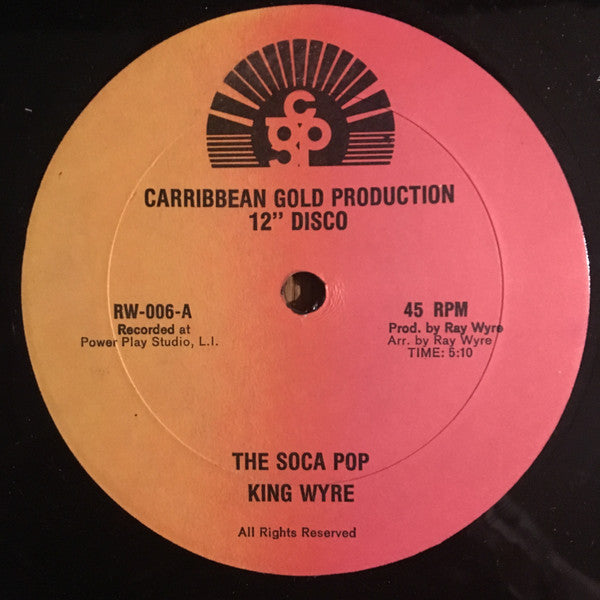 c
g p
CARRIBBEAN GOLD PRODUCTION
12" DISCO
RW-006-A
Recorded at
Power Play Studio, L.I.
45 RPM
Prod. by Ray Wyre
Arr. by Ray Wyre
TIME: 5:10
THE SOCA POP
KING WYRE
All Rights Reserved